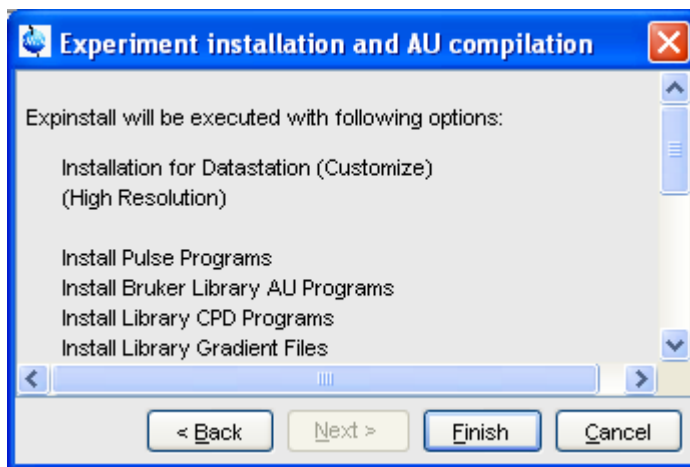 Experiment installation and AU compilation
Expinstall will be executed with following options:
Installation for Datastation (Customize)
(High Resolution)
Install Pulse Programs
Install Bruker Library AU Programs
Install Library CPD Programs
Install Library Gradient Files
< Back Next > Finish Cancel